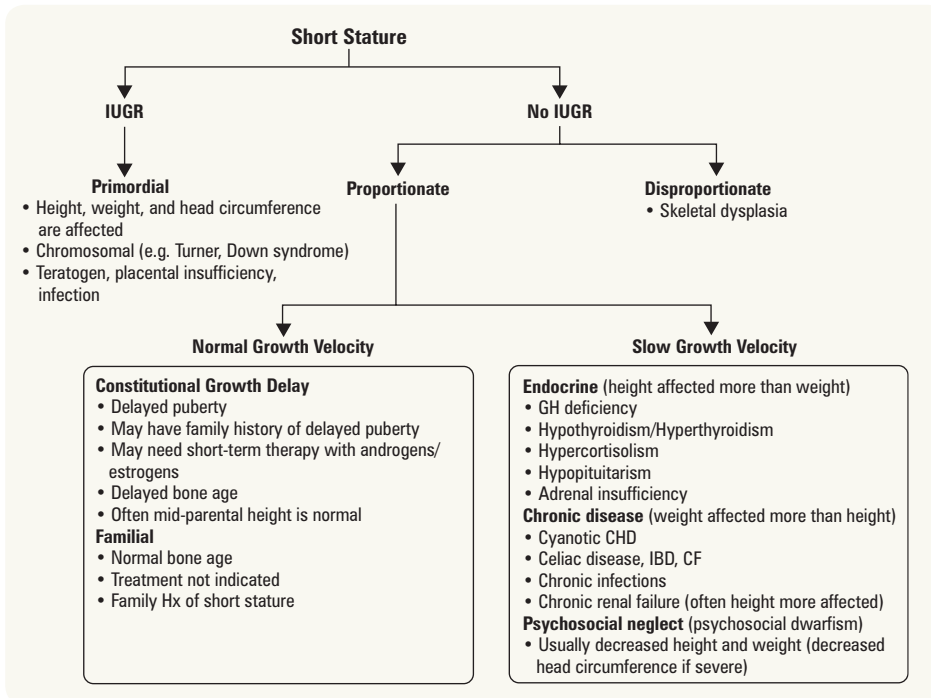 Short Stature
IUGR
No IUGR
Primordial
• Height, weight, and head circumference
are affected
• Chromosomal (e.g. Turner, Down syndrome)
• Teratogen, placental insufficiency,
infection
Proportionate
Disproportionate
• Skeletal dysplasia
Normal Growth Velocity
Constitutional Growth Delay
• Delayed puberty
• May have family history of delayed puberty
• May need short-term therapy with androgens/
estrogens
• Delayed bone age
• Often mid-parental height is normal
Familial
• Normal bone age
• Treatment not indicated
• Family Hx of short stature
Slow Growth Velocity
Endocrine (height affected more than weight)
• GH deficiency
• Hypothyroidism/Hyperthyroidism
• Hypercortisolism
• Hypopituitarism
• Adrenal insufficiency
Chronic disease (weight affected more than height)
• Cyanotic CHD
• Celiac disease, IBD, CF
• Chronic infections
• Chronic renal failure (often height more affected)
Psychosocial neglect (psychosocial dwarfism)
• Usually decreased height and weight (decreased
head circumference if severe)